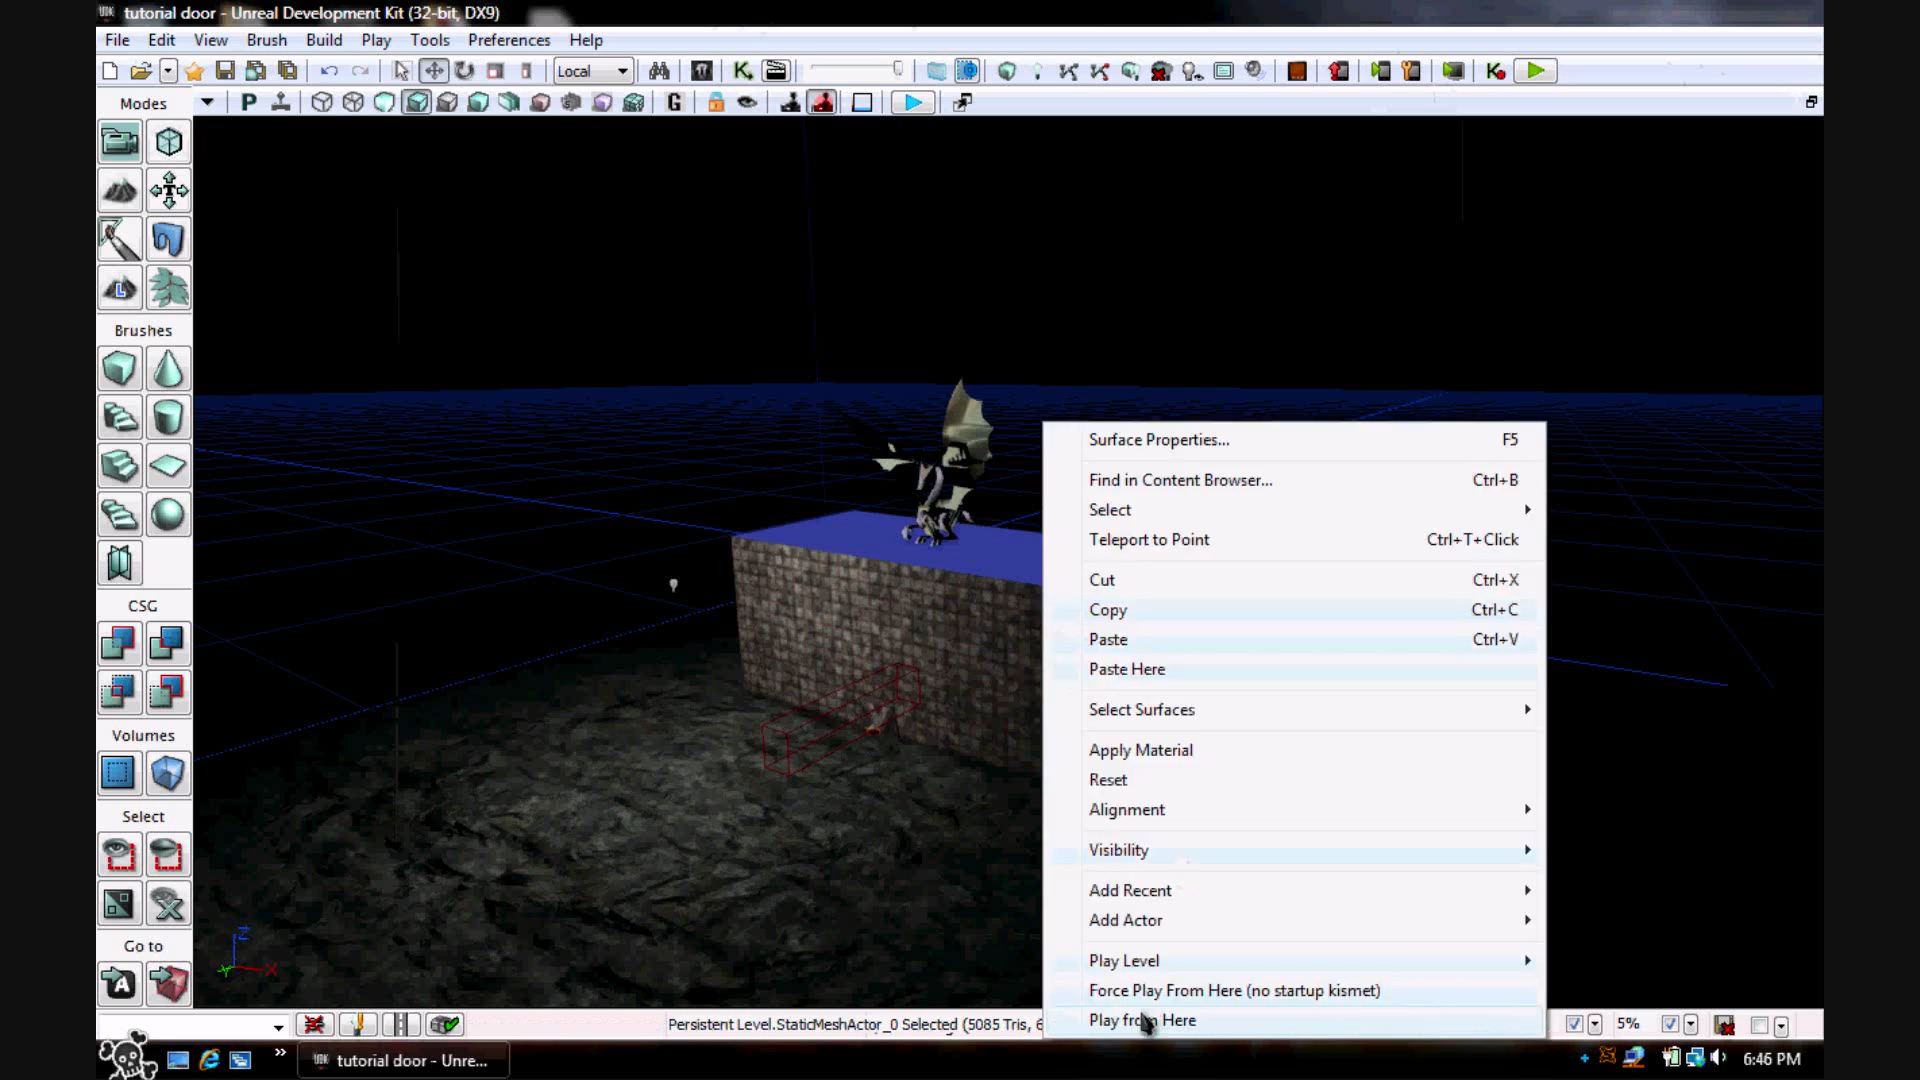 tutorial door - Unreal Development Kit (32-bit, DX9)
File Edit View Brush Build Play Tools Preferences Help
Local
Modes
P
G
Brushes
CSG
Volumes
Select
Go to
Surface Properties... F5
Find in Content Browser... Ctrl+B
Select
Teleport to Point Ctrl+T+Click
Cut Ctrl+X
Copy Ctrl+C
Paste Ctrl+V
Paste Here
Select Surfaces
Apply Material
Reset
Alignment
Visibility
Add Recent
Add Actor
Play Level
Force Play From Here (no startup kismet)
Play from Here
Z
X
Persistent Level.StaticMeshActor_0 Selected (5085 Tris,
5%
tutorial door - Unre...
6:46 PM